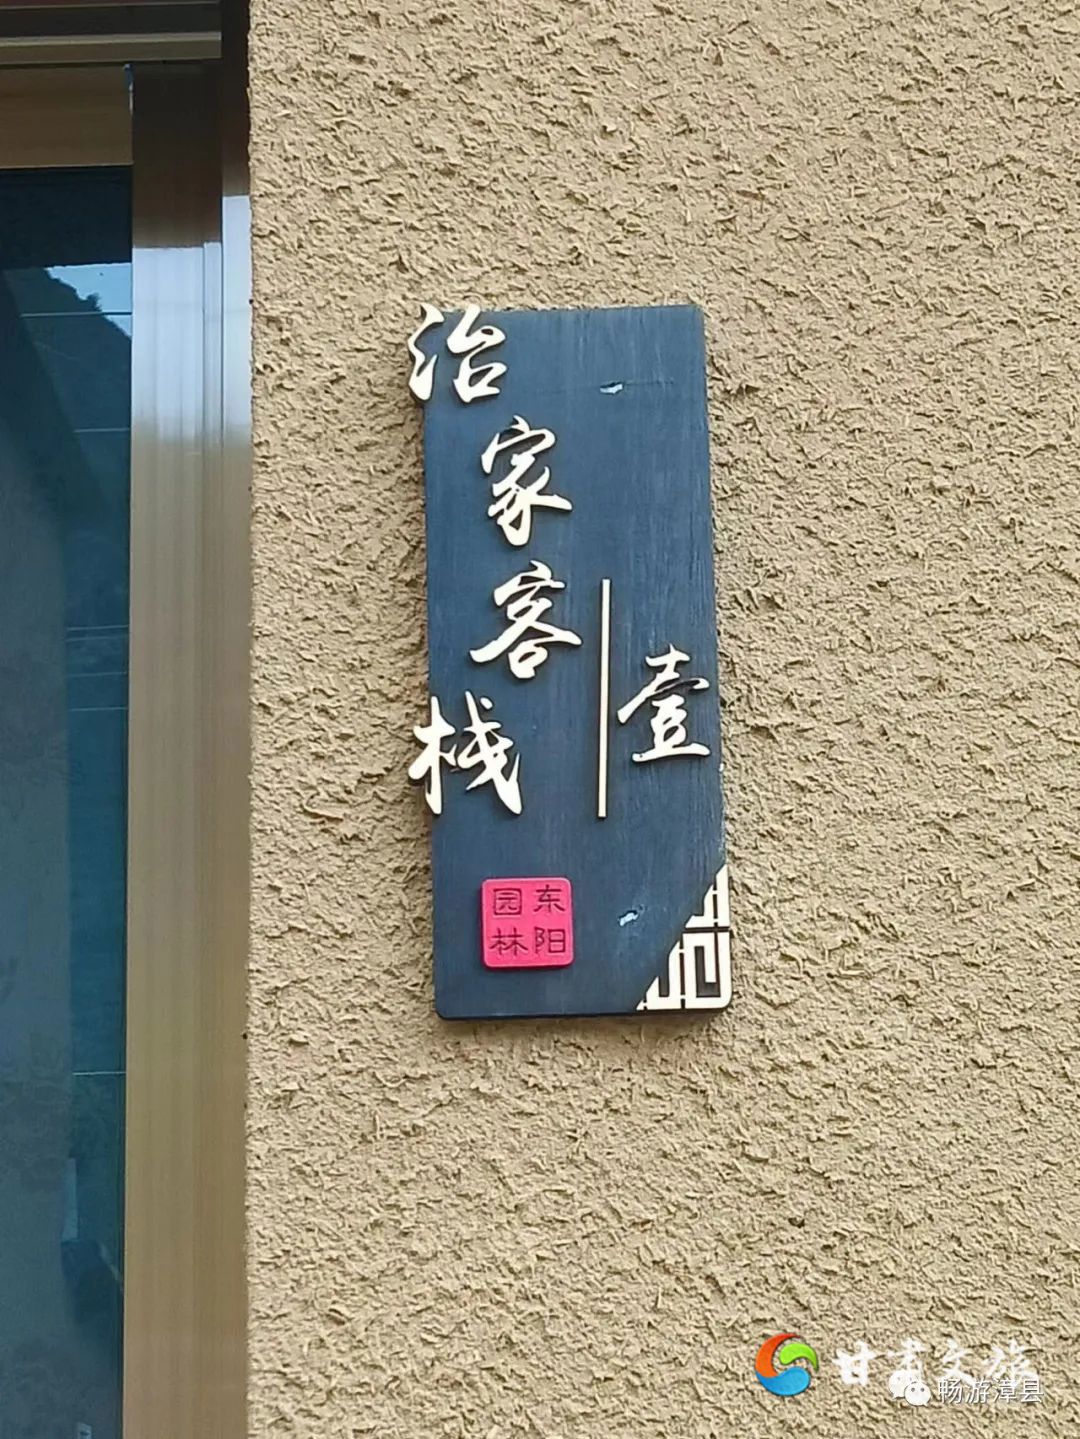 治家客栈
壹
东阳
园林
甘肃文旅
畅游漳县